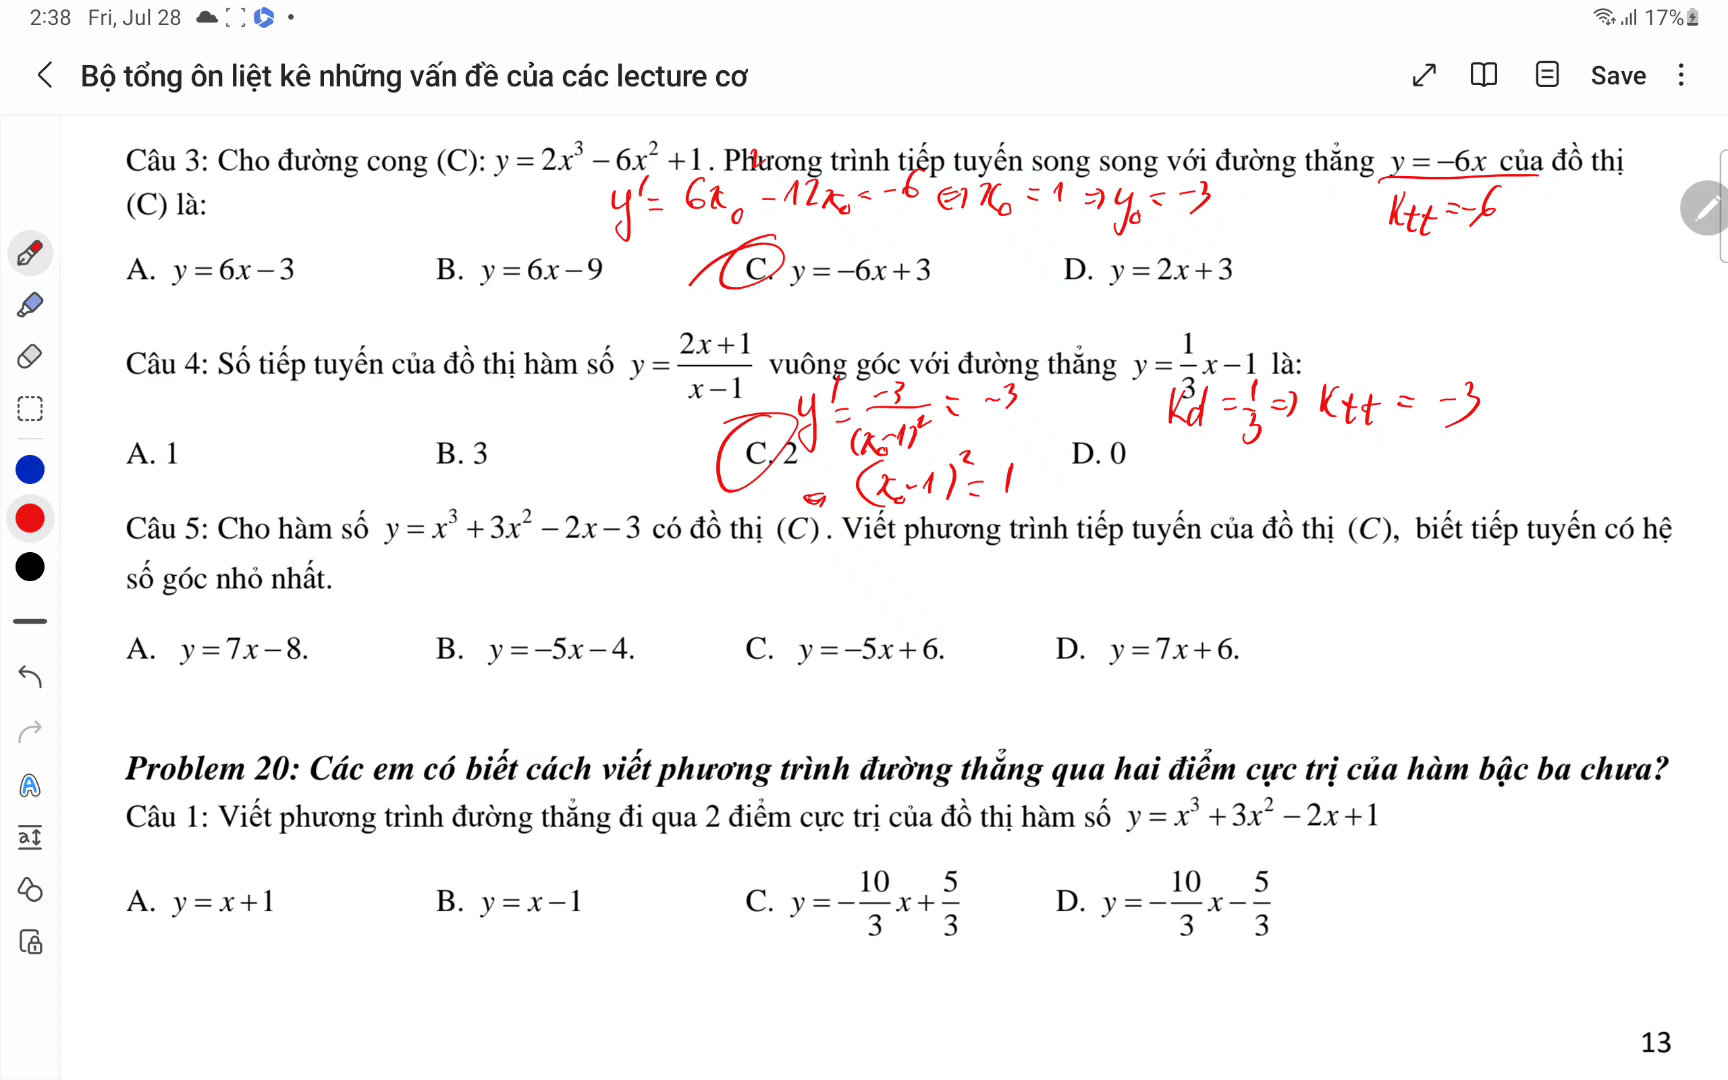 2:38 Fri, Jul 28 17%
Bộ tổng ôn liệt kê những vấn đề của các lecture cơ Save
Câu 3: Cho đường cong (C): y = 2x³ − 6x² + 1. Phương trình tiếp tuyến song song với đường thẳng y = −6x của đồ thị
(C) là:
y' = 6x₀² − 12x₀ = −6 ⇔ x₀ = 1 ⇒ y₀ = −3
Ktt = −6
A. y = 6x − 3 B. y = 6x − 9 C. y = −6x + 3 D. y = 2x + 3
Câu 4: Số tiếp tuyến của đồ thị hàm số y = (2x+1)/(x−1) vuông góc với đường thẳng y = 1/3 x − 1 là:
y' = −3/(x₀−1)² = −3
Kd = 1/3 ⇒ Ktt = −3
A. 1 B. 3 C. 2 D. 0
⇔ (x₀−1)² = 1
Câu 5: Cho hàm số y = x³ + 3x² − 2x − 3 có đồ thị (C). Viết phương trình tiếp tuyến của đồ thị (C), biết tiếp tuyến có hệ
số góc nhỏ nhất.
A. y = 7x − 8. B. y = −5x − 4. C. y = −5x + 6. D. y = 7x + 6.
Problem 20: Các em có biết cách viết phương trình đường thẳng qua hai điểm cực trị của hàm bậc ba chưa?
Câu 1: Viết phương trình đường thẳng đi qua 2 điểm cực trị của đồ thị hàm số y = x³ + 3x² − 2x + 1
A. y = x + 1 B. y = x − 1 C. y = −10/3 x + 5/3 D. y = −10/3 x − 5/3
13